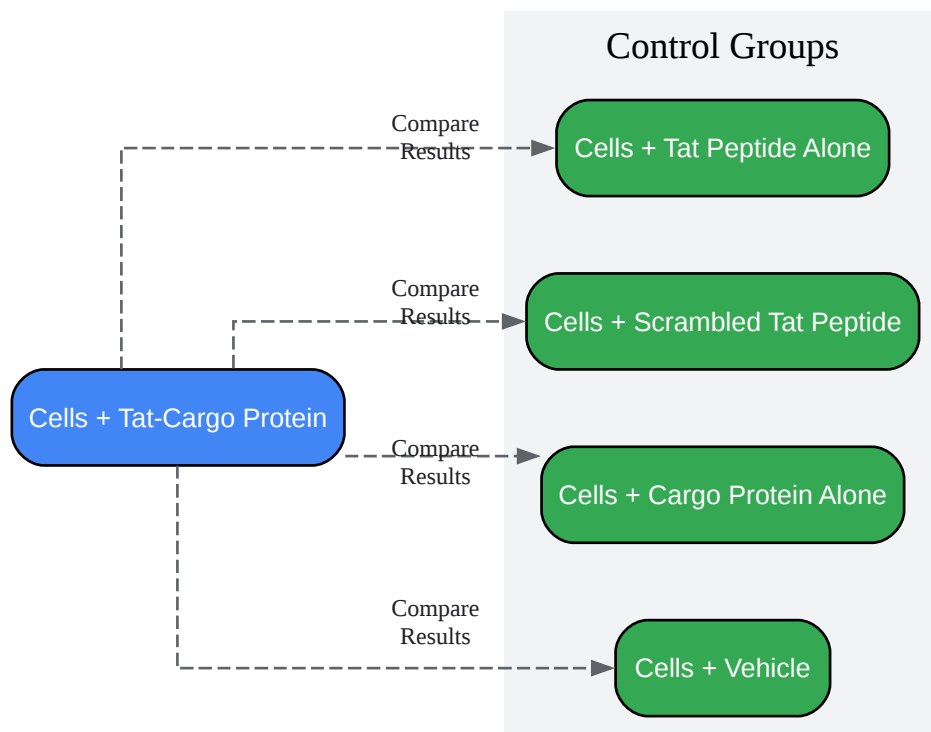 Control Groups
Compare
Results
Cells + Tat Peptide Alone
Compare
Results
Cells + Scrambled Tat Peptide
Cells + Tat-Cargo Protein
Compare
Results
Cells + Cargo Protein Alone
Compare
Results
Cells + Vehicle